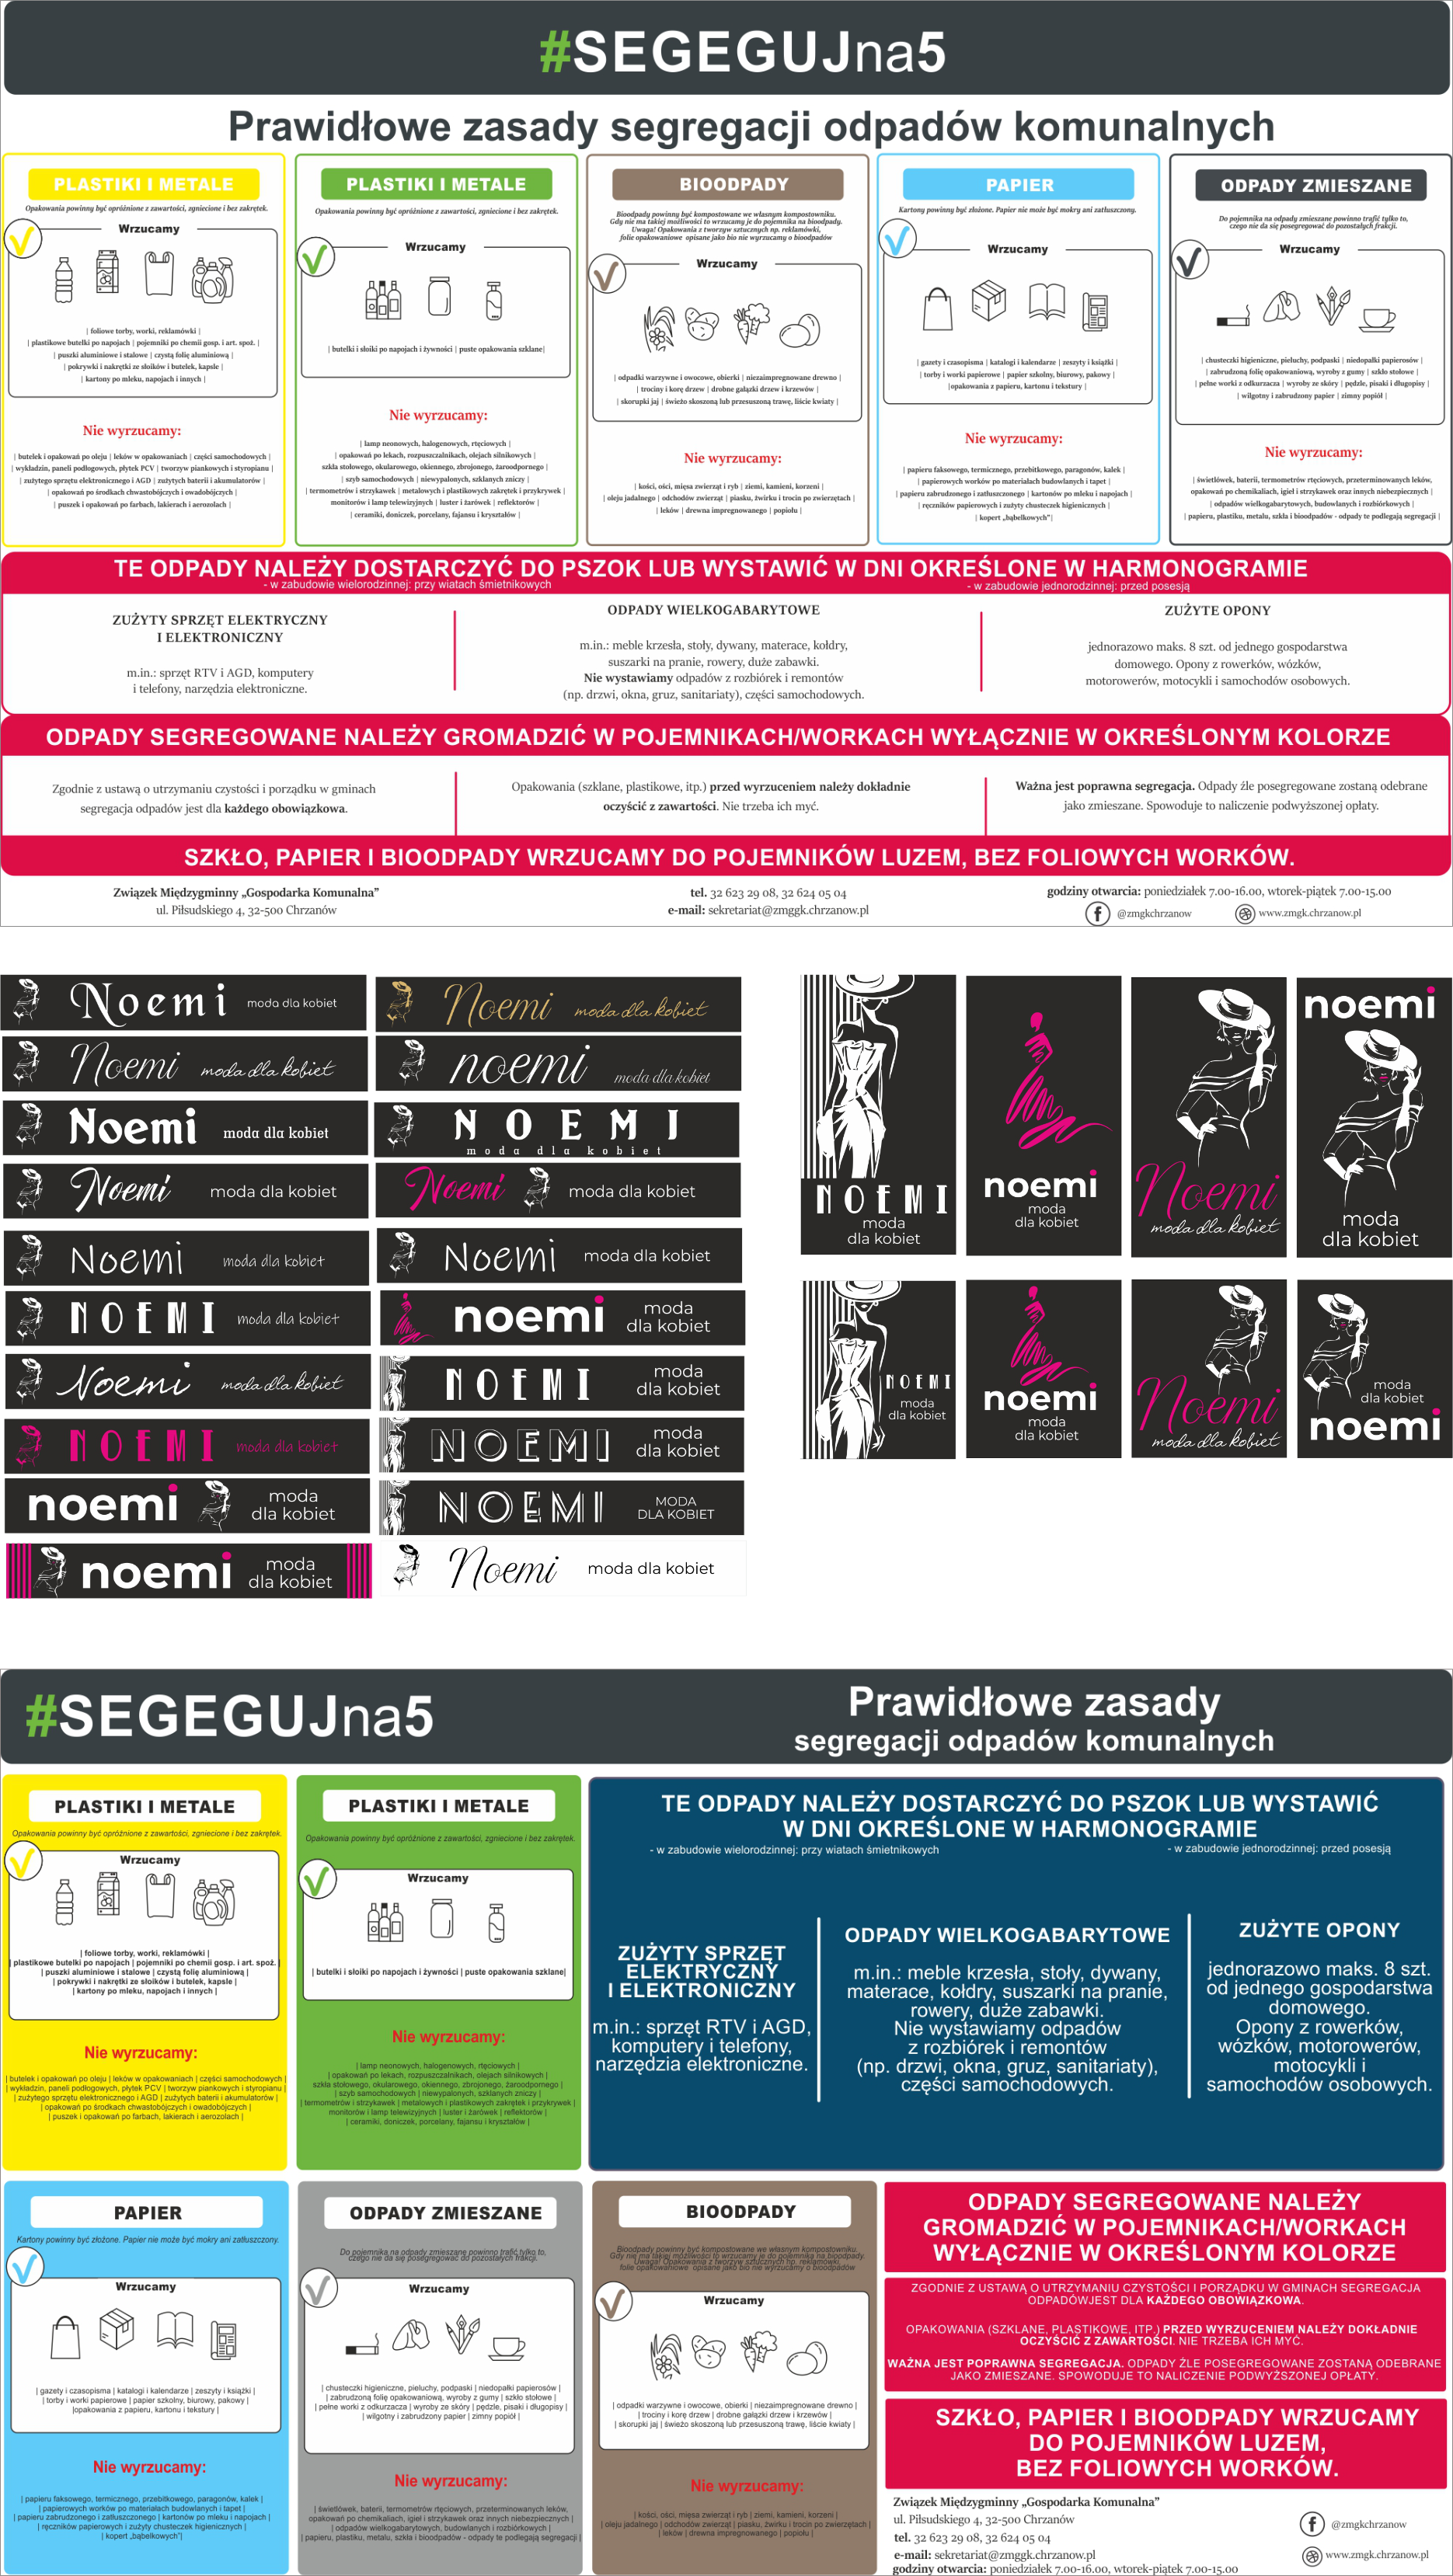 #SEGEGUJna5
Prawidłowe zasady segregacji odpadów komunalnych
PLASTIKI I METALE
Opakowania powinny być opróżnione z zawartości, zgniecione i bez zakrętek.
Wrzucamy
| foliowe torby, worki, reklamówki |
| plastikowe butelki po napojach | pojemniki po chemii gosp. i art. spoż. |
| puszki aluminiowe i stalowe | czystą folię aluminiową |
| pokrywki i nakrętki ze słoików i butelek, kapsle |
| kartony po mleku, napojach i innych |
Nie wyrzucamy:
| butelek i opakowań po oleju | leków w opakowaniach | części samochodowych |
| wykładzin, paneli podłogowych, płytek PCV | tworzyw piankowych i styropianu |
| zużytego sprzętu elektronicznego i AGD | zużytych baterii i akumulatorów |
| opakowań po środkach chwastobójczych i owadobójczych |
| puszek i opakowań po farbach, lakierach i aerozolach |
PLASTIKI I METALE
Opakowania powinny być opróżnione z zawartości, zgniecione i bez zakrętek.
Wrzucamy
| butelki i słoiki po napojach i żywności | puste opakowania szklane|
Nie wyrzucamy:
| lamp neonowych, halogenowych, rtęciowych |
| opakowań po lekach, rozpuszczalnikach, olejach silnikowych |
szkła stołowego, okularowego, okiennego, zbrojonego, żaroodpornego |
| szyb samochodowych | niewypalonych, szklanych zniczy |
| termometrów i strzykawek | metalowych i plastikowych zakrętek i przykrywek |
monitorów i lamp telewizyjnych | luster i żarówek | reflektorów |
| ceramiki, doniczek, porcelany, fajansu i kryształów |
BIOODPADY
Bioodpady powinny być kompostowane we własnym kompostowniku.
Gdy nie ma takiej możliwości to wrzucamy je do pojemnika na bioodpady.
Uwaga! Opakowania z tworzyw sztucznych np. reklamówki,
folie opakowaniowe opisane jako bio nie wyrzucamy o bioodpadów
Wrzucamy
| odpadki warzywne i owocowe, obierki | niezaimpregnowane drewno |
| trociny i korę drzew | drobne gałązki drzew i krzewów |
| skorupki jaj | świeżo skoszoną lub przesuszoną trawę, liście kwiaty |
Nie wyrzucamy:
| kości, ości, mięsa zwierząt i ryb | ziemi, kamieni, korzeni |
| oleju jadalnego | odchodów zwierząt | piasku, żwirku i trocin po zwierzętach |
| leków | drewna impregnowanego | popiołu |
PAPIER
Kartony powinny być złożone. Papier nie może być mokry ani zatłuszczony.
Wrzucamy
| gazety i czasopisma | katalogi i kalendarze | zeszyty i książki |
| torby i worki papierowe | papier szkolny, biurowy, pakowy |
|opakowania z papieru, kartonu i tekstury |
Nie wyrzucamy:
| papieru faksowego, termicznego, przebitkowego, paragonów, kalek |
| papierowych worków po materiałach budowlanych i tapet |
| papieru zabrudzonego i zatłuszczonego | kartonów po mleku i napojach |
| ręczników papierowych i zużyty chusteczek higienicznych |
| kopert „bąbelkowych”|
ODPADY ZMIESZANE
Do pojemnika na odpady zmieszane powinno trafić tylko to,
czego nie da się posegregować do pozostałych frakcji.
Wrzucamy
| chusteczki higieniczne, pieluchy, podpaski | niedopałki papierosów |
| zabrudzoną folię opakowaniową, wyroby z gumy | szkło stołowe |
| pełne worki z odkurzacza | wyroby ze skóry | pędzle, pisaki i długopisy |
| wilgotny i zabrudzony papier | zimny popiół |
Nie wyrzucamy:
| świetlówek, baterii, termometrów rtęciowych, przeterminowanych leków,
opakowań po chemikaliach, igieł i strzykawek oraz innych niebezpiecznych |
| odpadów wielkogabarytowych, budowlanych i rozbiórkowych |
| papieru, plastiku, metalu, szkła i bioodpadów - odpady te podlegają segregacji |
TE ODPADY NALEŻY DOSTARCZYĆ DO PSZOK LUB WYSTAWIĆ W DNI OKREŚLONE W HARMONOGRAMIE
- w zabudowie wielorodzinnej: przy wiatach śmietnikowych
- w zabudowie jednorodzinnej: przed posesją
ZUŻYTY SPRZĘT ELEKTRYCZNY
I ELEKTRONICZNY
m.in.: sprzęt RTV i AGD, komputery
i telefony, narzędzia elektroniczne.
ODPADY WIELKOGABARYTOWE
m.in.: meble krzesła, stoły, dywany, materace, kołdry,
suszarki na pranie, rowery, duże zabawki.
Nie wystawiamy odpadów z rozbiórek i remontów
(np. drzwi, okna, gruz, sanitariaty), części samochodowych.
ZUŻYTE OPONY
jednorazowo maks. 8 szt. od jednego gospodarstwa
domowego. Opony z rowerków, wózków,
motorowerów, motocykli i samochodów osobowych.
ODPADY SEGREGOWANE NALEŻY GROMADZIĆ W POJEMNIKACH/WORKACH WYŁĄCZNIE W OKREŚLONYM KOLORZE
Zgodnie z ustawą o utrzymaniu czystości i porządku w gminach
segregacja odpadów jest dla każdego obowiązkowa.
Opakowania (szklane, plastikowe, itp.) przed wyrzuceniem należy dokładnie
oczyścić z zawartości. Nie trzeba ich myć.
Ważna jest poprawna segregacja. Odpady źle posegregowane zostaną odebrane
jako zmieszane. Spowoduje to naliczenie podwyższonej opłaty.
SZKŁO, PAPIER I BIOODPADY WRZUCAMY DO POJEMNIKÓW LUZEM, BEZ FOLIOWYCH WORKÓW.
Związek Międzygminny „Gospodarka Komunalna”
ul. Piłsudskiego 4, 32-500 Chrzanów
tel. 32 623 29 08, 32 624 05 04
e-mail: sekretariat@zmggk.chrzanow.pl
godziny otwarcia: poniedziałek 7.00-16.00, wtorek-piątek 7.00-15.00
@zmgkchrzanow
www.zmgk.chrzanow.pl
Noemi moda dla kobiet
Noemi moda dla kobiet
Noemi moda dla kobiet
noemi moda dla kobiet
Noemi moda dla kobiet
NOEMI
moda dla kobiet
Noemi moda dla kobiet
Noemi moda dla kobiet
Noemi moda dla kobiet
Noemi moda dla kobiet
NOEMI moda dla kobiet
noemi
moda
dla kobiet
Noemi moda dla kobiet
NOEMI
moda
dla kobiet
NOEMI moda dla kobiet
NOEMI
moda
dla kobiet
noemi
moda
dla kobiet
NOEMI
MODA
DLA KOBIET
noemi
moda
dla kobiet
Noemi moda dla kobiet
NOEMI
moda
dla kobiet
noemi
moda
dla kobiet
Noemi
moda dla kobiet
noemi
moda
dla kobiet
NOEMI
moda
dla kobiet
noemi
moda
dla kobiet
Noemi
moda dla kobiet
moda
dla kobiet
noemi
#SEGEGUJna5
Prawidłowe zasady
segregacji odpadów komunalnych
PLASTIKI I METALE
Opakowania powinny być opróżnione z zawartości, zgniecione i bez zakrętek.
Wrzucamy
| foliowe torby, worki, reklamówki |
| plastikowe butelki po napojach | pojemniki po chemii gosp. i art. spoż. |
| puszki aluminiowe i stalowe | czystą folię aluminiową |
| pokrywki i nakrętki ze słoików i butelek, kapsle |
| kartony po mleku, napojach i innych |
Nie wyrzucamy:
| butelek i opakowań po oleju | leków w opakowaniach | części samochodowych |
| wykładzin, paneli podłogowych, płytek PCV | tworzyw piankowych i styropianu |
| zużytego sprzętu elektronicznego i AGD | zużytych baterii i akumulatorów |
| opakowań po środkach chwastobójczych i owadobójczych |
| puszek i opakowań po farbach, lakierach i aerozolach |
PLASTIKI I METALE
Opakowania powinny być opróżnione z zawartości, zgniecione i bez zakrętek.
Wrzucamy
| butelki i słoiki po napojach i żywności | puste opakowania szklane|
Nie wyrzucamy:
| lamp neonowych, halogenowych, rtęciowych |
| opakowań po lekach, rozpuszczalnikach, olejach silnikowych |
szkła stołowego, okularowego, okiennego, zbrojonego, żaroodpornego |
| szyb samochodowych | niewypalonych, szklanych zniczy |
| termometrów i strzykawek | metalowych i plastikowych zakrętek i przykrywek |
monitorów i lamp telewizyjnych | luster i żarówek | reflektorów |
| ceramiki, doniczek, porcelany, fajansu i kryształów |
TE ODPADY NALEŻY DOSTARCZYĆ DO PSZOK LUB WYSTAWIĆ
W DNI OKREŚLONE W HARMONOGRAMIE
- w zabudowie wielorodzinnej: przy wiatach śmietnikowych
- w zabudowie jednorodzinnej: przed posesją
ZUŻYTY SPRZĘT
ELEKTRYCZNY
I ELEKTRONICZNY
m.in.: sprzęt RTV i AGD,
komputery i telefony,
narzędzia elektroniczne.
ODPADY WIELKOGABARYTOWE
m.in.: meble krzesła, stoły, dywany,
materace, kołdry, suszarki na pranie,
rowery, duże zabawki.
Nie wystawiamy odpadów
z rozbiórek i remontów
(np. drzwi, okna, gruz, sanitariaty),
części samochodowych.
ZUŻYTE OPONY
jednorazowo maks. 8 szt.
od jednego gospodarstwa
domowego.
Opony z rowerków,
wózków, motorowerów,
motocykli i
samochodów osobowych.
PAPIER
Kartony powinny być złożone. Papier nie może być mokry ani zatłuszczony.
Wrzucamy
| gazety i czasopisma | katalogi i kalendarze | zeszyty i książki |
| torby i worki papierowe | papier szkolny, biurowy, pakowy |
|opakowania z papieru, kartonu i tekstury |
Nie wyrzucamy:
| papieru faksowego, termicznego, przebitkowego, paragonów, kalek |
| papierowych worków po materiałach budowlanych i tapet |
| papieru zabrudzonego i zatłuszczonego | kartonów po mleku i napojach |
| ręczników papierowych i zużyty chusteczek higienicznych |
| kopert „bąbelkowych”|
ODPADY ZMIESZANE
Do pojemnika na odpady zmieszane powinno trafić tylko to,
czego nie da się posegregować do pozostałych frakcji.
Wrzucamy
| chusteczki higieniczne, pieluchy, podpaski | niedopałki papierosów |
| zabrudzoną folię opakowaniową, wyroby z gumy | szkło stołowe |
| pełne worki z odkurzacza | wyroby ze skóry | pędzle, pisaki i długopisy |
| wilgotny i zabrudzony papier | zimny popiół |
Nie wyrzucamy:
| świetlówek, baterii, termometrów rtęciowych, przeterminowanych leków,
opakowań po chemikaliach, igieł i strzykawek oraz innych niebezpiecznych |
| odpadów wielkogabarytowych, budowlanych i rozbiórkowych |
| papieru, plastiku, metalu, szkła i bioodpadów - odpady te podlegają segregacji |
BIOODPADY
Bioodpady powinny być kompostowane we własnym kompostowniku.
Gdy nie ma takiej możliwości to wrzucamy je do pojemnika na bioodpady.
Uwaga! Opakowania z tworzyw sztucznych np. reklamówki,
folie opakowaniowe opisane jako bio nie wyrzucamy o bioodpadów
Wrzucamy
| odpadki warzywne i owocowe, obierki | niezaimpregnowane drewno |
| trociny i korę drzew | drobne gałązki drzew i krzewów |
| skorupki jaj | świeżo skoszoną lub przesuszoną trawę, liście kwiaty |
Nie wyrzucamy:
| kości, ości, mięsa zwierząt i ryb | ziemi, kamieni, korzeni |
| oleju jadalnego | odchodów zwierząt | piasku, żwirku i trocin po zwierzętach |
| leków | drewna impregnowanego | popiołu |
ODPADY SEGREGOWANE NALEŻY
GROMADZIĆ W POJEMNIKACH/WORKACH
WYŁĄCZNIE W OKREŚLONYM KOLORZE
ZGODNIE Z USTAWĄ O UTRZYMANIU CZYSTOŚCI I PORZĄDKU W GMINACH SEGREGACJA
ODPADÓWJEST DLA KAŻDEGO OBOWIĄZKOWA.
OPAKOWANIA (SZKLANE, PLASTIKOWE, ITP.) PRZED WYRZUCENIEM NALEŻY DOKŁADNIE
OCZYŚCIĆ Z ZAWARTOŚCI. NIE TRZEBA ICH MYĆ.
WAŻNA JEST POPRAWNA SEGREGACJA. ODPADY ŹLE POSEGREGOWANE ZOSTANĄ ODEBRANE
JAKO ZMIESZANE. SPOWODUJE TO NALICZENIE PODWYŻSZONEJ OPŁATY.
SZKŁO, PAPIER I BIOODPADY WRZUCAMY
DO POJEMNIKÓW LUZEM,
BEZ FOLIOWYCH WORKÓW.
Związek Międzygminny „Gospodarka Komunalna”
ul. Piłsudskiego 4, 32-500 Chrzanów
tel. 32 623 29 08, 32 624 05 04
e-mail: sekretariat@zmggk.chrzanow.pl
godziny otwarcia: poniedziałek 7.00-16.00, wtorek-piątek 7.00-15.00
@zmgkchrzanow
www.zmgk.chrzanow.pl